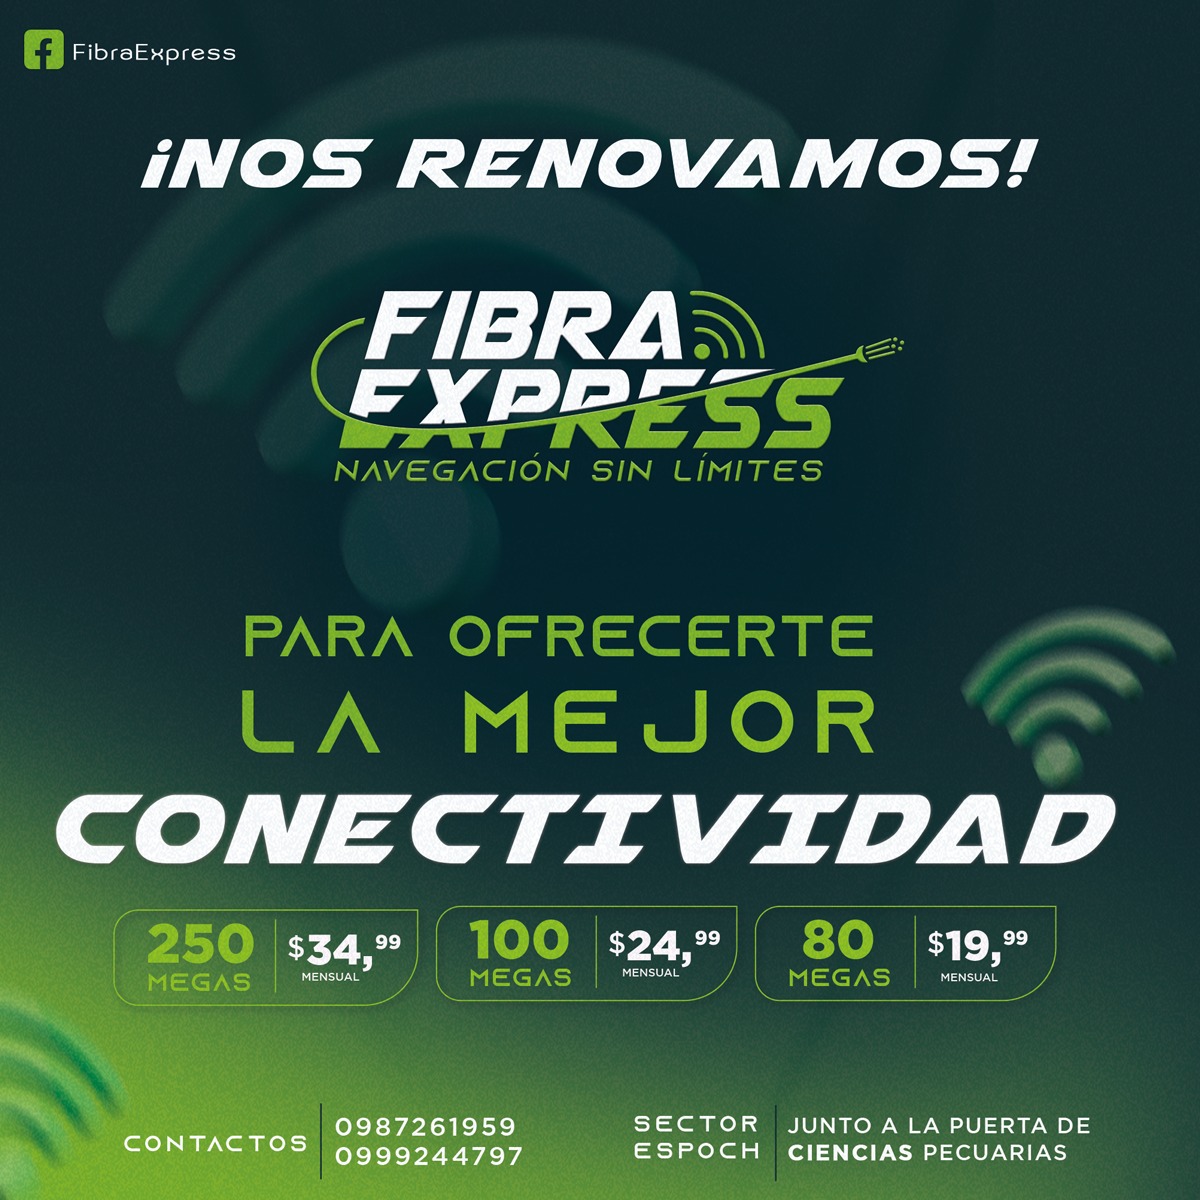 FibraExpress
¡NOS RENOVAMOS!
FIBRA
EXPRESS
NAVEGACIÓN SIN LÍMITES
PARA OFRECERTE
LA MEJOR
CONECTIVIDAD
250 MEGAS $34,99 MENSUAL
100 MEGAS $24,99 MENSUAL
80 MEGAS $19,99 MENSUAL
CONTACTOS
0987261959
0999244797
SECTOR
ESPOCH
JUNTO A LA PUERTA DE
CIENCIAS PECUARIAS